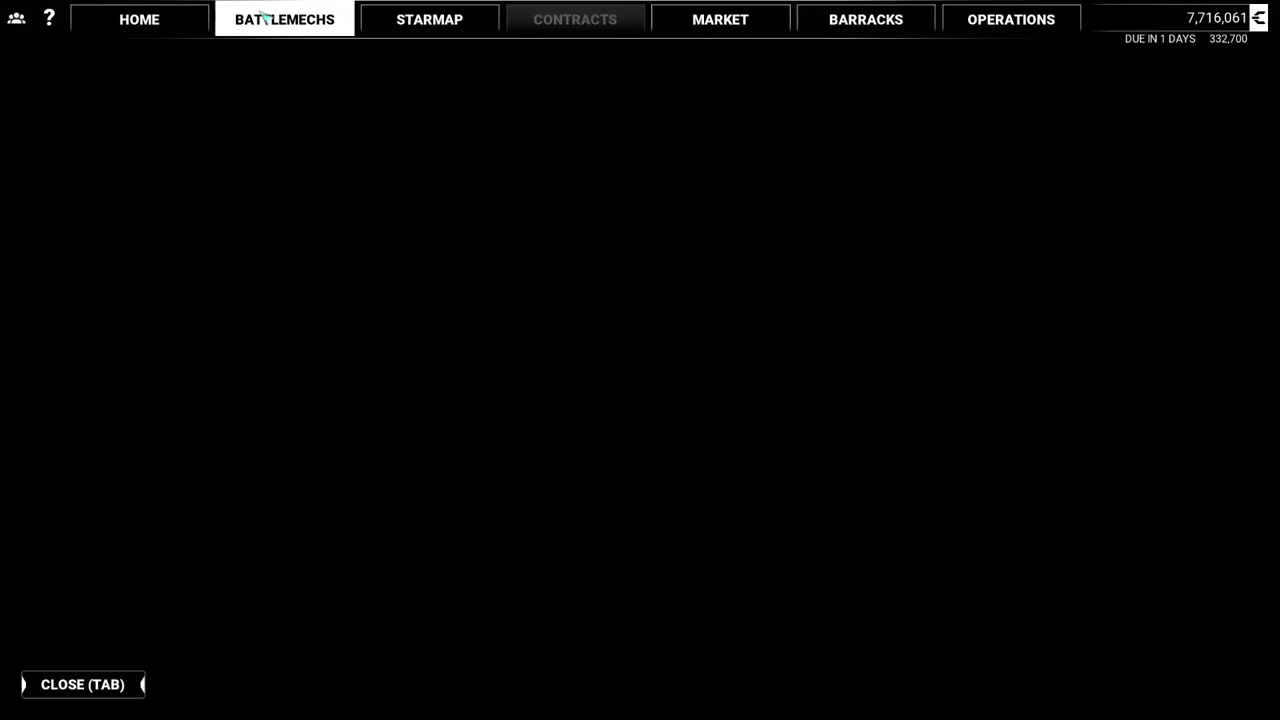 ? HOME BATTLEMECHS STARMAP CONTRACTS MARKET BARRACKS OPERATIONS 7,716,061
DUE IN 1 DAYS 332,700
CLOSE (TAB)